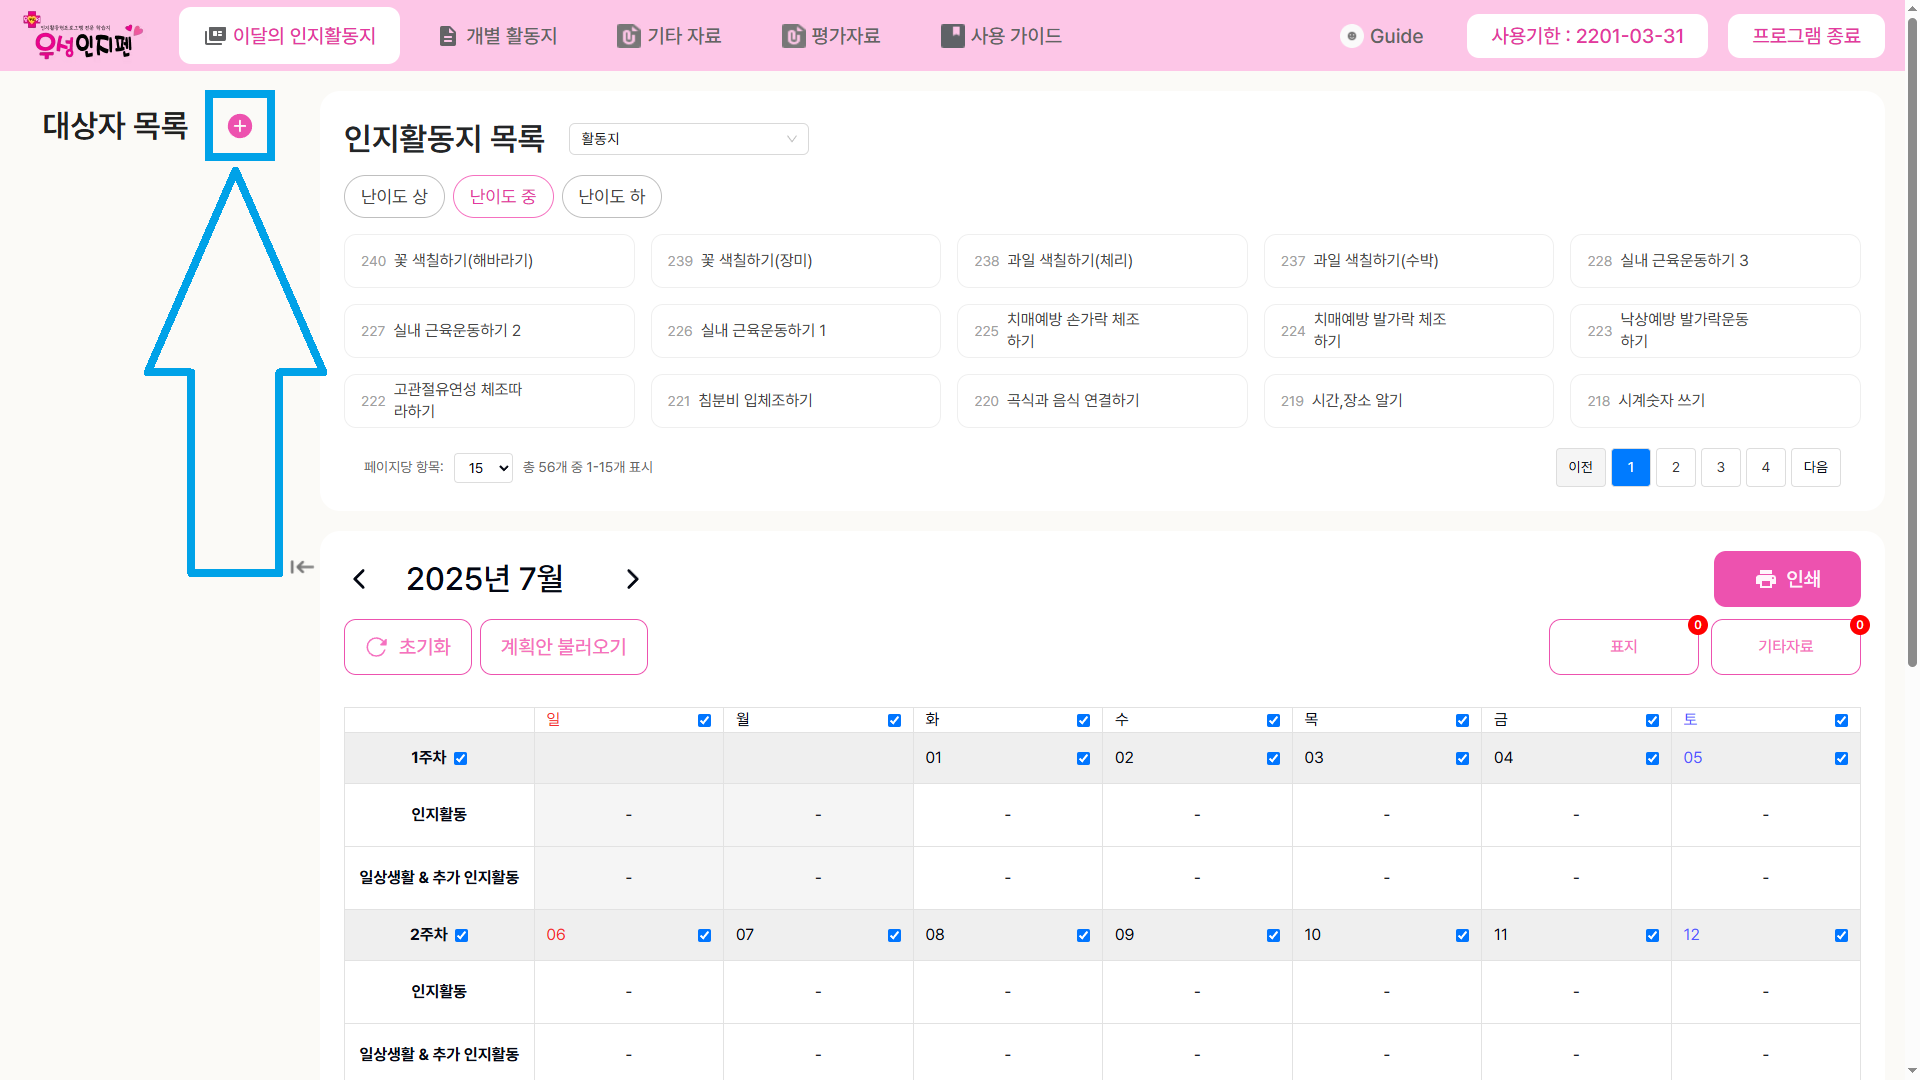 인지활동형프로그램 전문 학습지
우성인지펜
이달의 인지활동지
개별 활동지
기타 자료
평가자료
사용 가이드
Guide
사용기한 : 2201-03-31
프로그램 종료
대상자 목록
인지활동지 목록
활동지
난이도 상
난이도 중
난이도 하
240 꽃 색칠하기(해바라기)
239 꽃 색칠하기(장미)
238 과일 색칠하기(체리)
237 과일 색칠하기(수박)
228 실내 근육운동하기 3
227 실내 근육운동하기 2
226 실내 근육운동하기 1
225 치매예방 손가락 체조
하기
224 치매예방 발가락 체조
하기
223 낙상예방 발가락운동
하기
222 고관절유연성 체조따
라하기
221 침분비 입체조하기
220 곡식과 음식 연결하기
219 시간,장소 알기
218 시계숫자 쓰기
페이지당 항목: 15 총 56개 중 1-15개 표시
이전 1 2 3 4 다음
2025년 7월
인쇄
초기화
계획안 불러오기
표지 0
기타자료 0
일 월 화 수 목 금 토
1주차 01 02 03 04 05
인지활동 - - - - - - -
일상생활 & 추가 인지활동 - - - - - - -
2주차 06 07 08 09 10 11 12
인지활동 - - - - - - -
일상생활 & 추가 인지활동 - - - - - - -